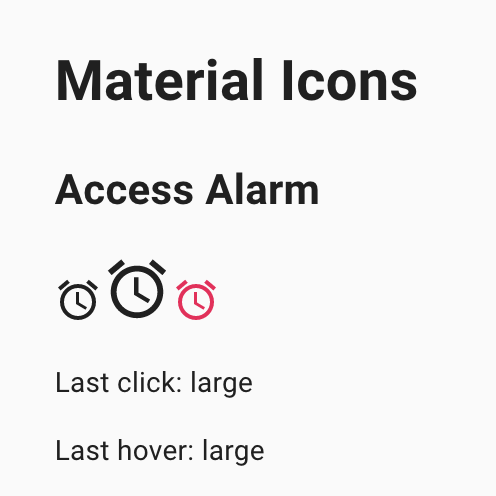 Material Icons
Access Alarm
Last click: large
Last hover: large